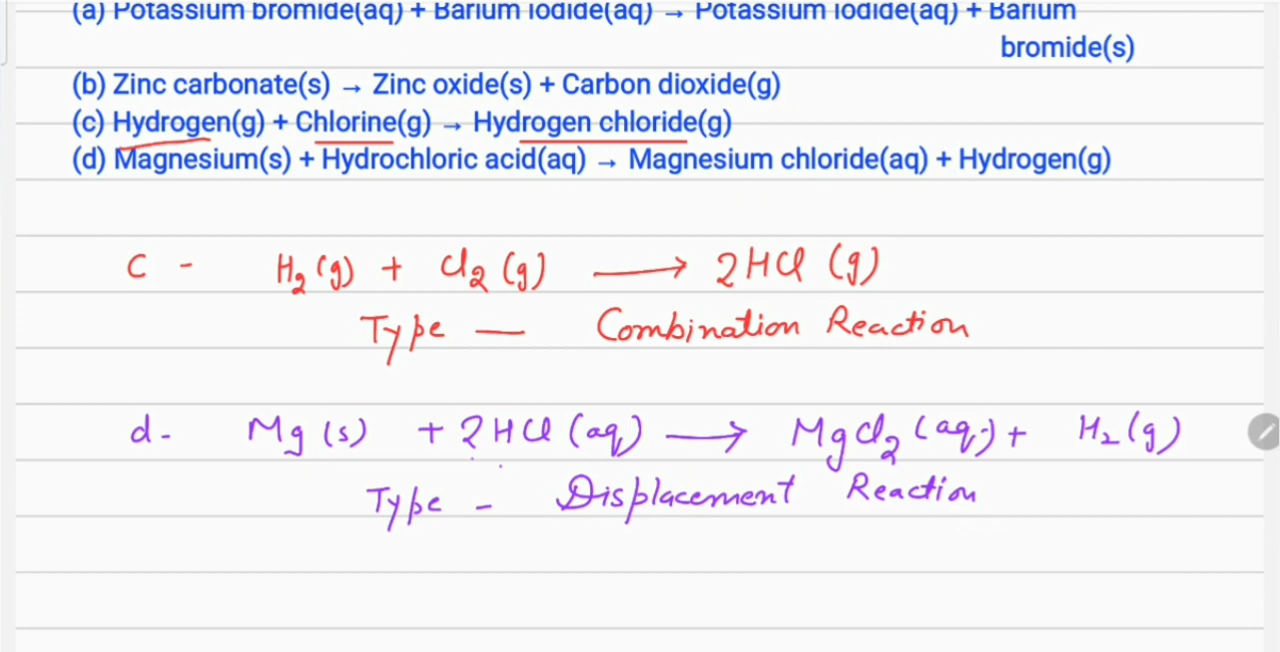 (a) Potassium bromide(aq) + Barium iodide(aq) → Potassium iodide(aq) + Barium
bromide(s)
(b) Zinc carbonate(s) → Zinc oxide(s) + Carbon dioxide(g)
(c) Hydrogen(g) + Chlorine(g) → Hydrogen chloride(g)
(d) Magnesium(s) + Hydrochloric acid(aq) → Magnesium chloride(aq) + Hydrogen(g)
C - H₂(g) + Cl₂(g) ⟶ 2HCl (g)
Type — Combination Reaction
d- Mg(s) + 2HCl(aq) ⟶ MgCl₂(aq) + H₂(g)
Type - Displacement Reaction